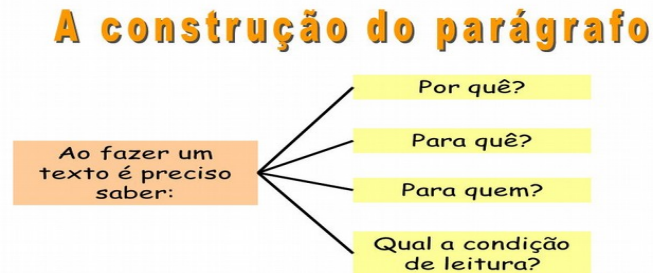 A construção do parágrafo
Ao fazer um
texto é preciso
saber:
Por quê?
Para quê?
Para quem?
Qual a condição
de leitura?